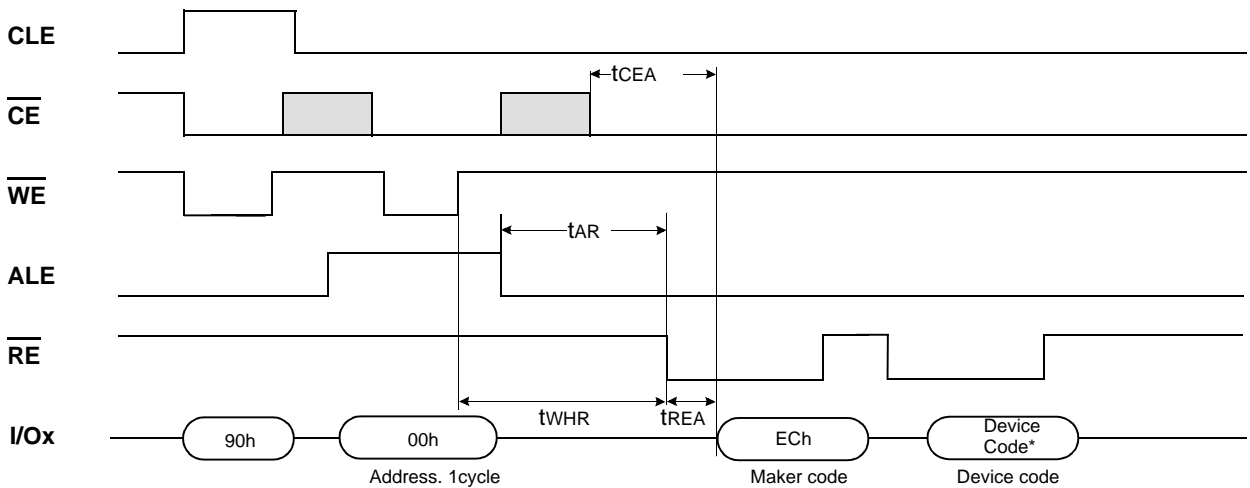 CLE
tCEA
CE
WE
tAR
ALE
RE
tWHR
tREA
I/Ox
90h
00h
ECh
Device
Code*
Address. 1cycle
Maker code
Device code